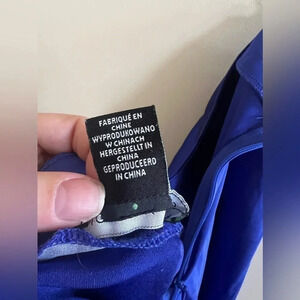 FABRIQUÉ EN
CHINE
WYPRODUKOWANO
W CHINACH
HERGESTELLT IN
CHINA
GEPRODUCEERD
IN CHINA